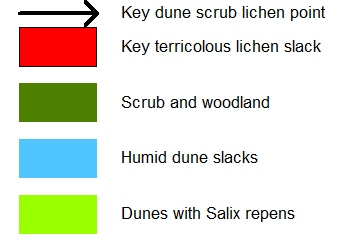 Key dune scrub lichen point
Key terricolous lichen slack
Scrub and woodland
Humid dune slacks
Dunes with Salix repens